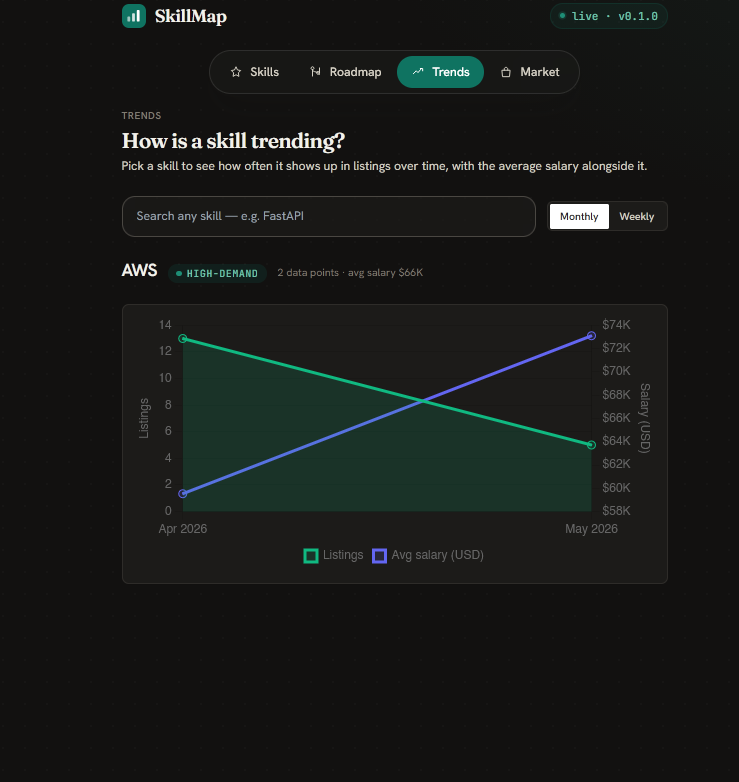 SkillMap
live · v0.1.0
Skills
Roadmap
Trends
Market
TRENDS
How is a skill trending?
Pick a skill to see how often it shows up in listings over time, with the average salary alongside it.
Search any skill — e.g. FastAPI
Monthly
Weekly
AWS
HIGH-DEMAND
2 data points · avg salary $66K
14
12
10
8
6
4
2
0
Listings
$74K
$72K
$70K
$68K
$66K
$64K
$62K
$60K
$58K
Salary (USD)
Apr 2026
May 2026
Listings
Avg salary (USD)